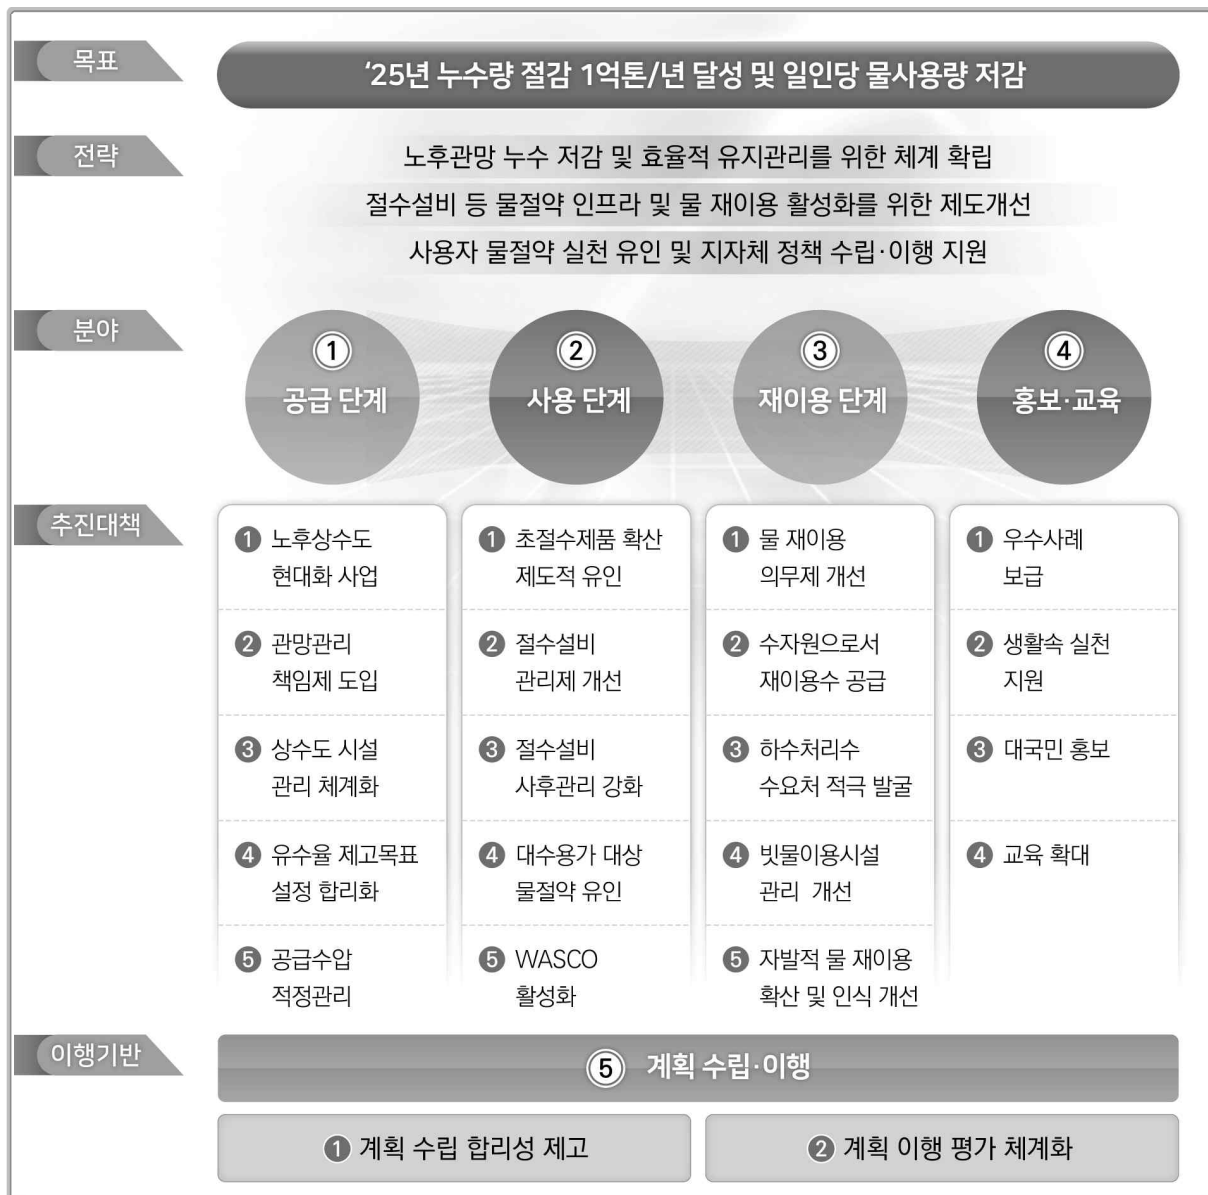 목표
‘25년 누수량 절감 1억톤/년 달성 및 일인당 물사용량 저감
전략
노후관망 누수 저감 및 효율적 유지관리를 위한 체계 확립
절수설비 등 물절약 인프라 및 물 재이용 활성화를 위한 제도개선
사용자 물절약 실천 유인 및 지자체 정책 수립·이행 지원
분야
① 공급 단계
② 사용 단계
③ 재이용 단계
④ 홍보·교육
추진대책
❶ 노후상수도
현대화 사업
❷ 관망관리
책임제 도입
❸ 상수도 시설
관리 체계화
❹ 유수율 제고목표
설정 합리화
❺ 공급수압
적정관리
❶ 초절수제품 확산
제도적 유인
❷ 절수설비
관리제 개선
❸ 절수설비
사후관리 강화
❹ 대수용가 대상
물절약 유인
❺ WASCO
활성화
❶ 물 재이용
의무제 개선
❷ 수자원으로서
재이용수 공급
❸ 하수처리수
수요처 적극 발굴
❹ 빗물이용시설
관리 개선
❺ 자발적 물 재이용
확산 및 인식 개선
❶ 우수사례
보급
❷ 생활속 실천
지원
❸ 대국민 홍보
❹ 교육 확대
이행기반
⑤ 계획 수립·이행
❶ 계획 수립 합리성 제고
❷ 계획 이행 평가 체계화